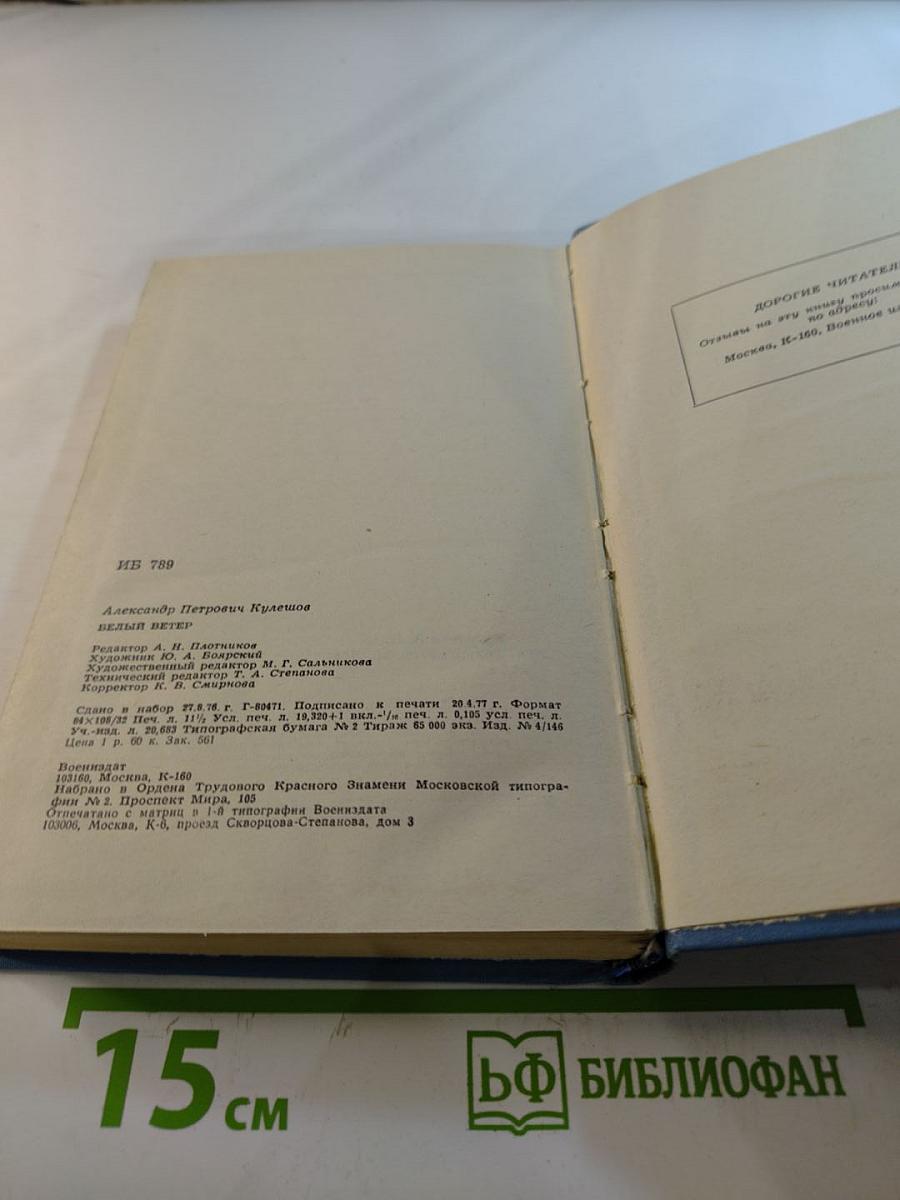 ИБ 789
Александр Петрович Кулешов
БЕЛЫЙ ВЕТЕР
Редактор А. Н. Плотников
Художник Ю. А. Боярский
Художественный редактор М. Г. Сальникова
Технический редактор Т. А. Степанова
Корректор К. В. Смирнова
Сдано в набор 27.8.76. г. Г-80471. Подписано к печати 20.4.77 г. Формат
84×108/32 Печ. л. 11½ Усл. печ. л. 19,320+1 вкл.-¹/₁₆ печ. л. 0,105 усл. печ. л.
Уч.-изд. л. 20,683 Типографская бумага № 2 Тираж 65 000 экз. Изд. № 4/146
Цена 1 р. 60 к. Зак. 561
Воениздат
103160, Москва, К-160
Набрано в Ордена Трудового Красного Знамени Московской типогра-
фии № 2. Проспект Мира, 105
Отпечатано с матриц в 1-й типографии Воениздата
103006, Москва, К-6, проезд Скворцова-Степанова, дом 3
ДОРОГИЕ ЧИТАТЕЛ
Отзывы на эту книгу просим
по адресу:
Москва, К-160, Военное из
15 см
ЬФ БИБЛИОФАН